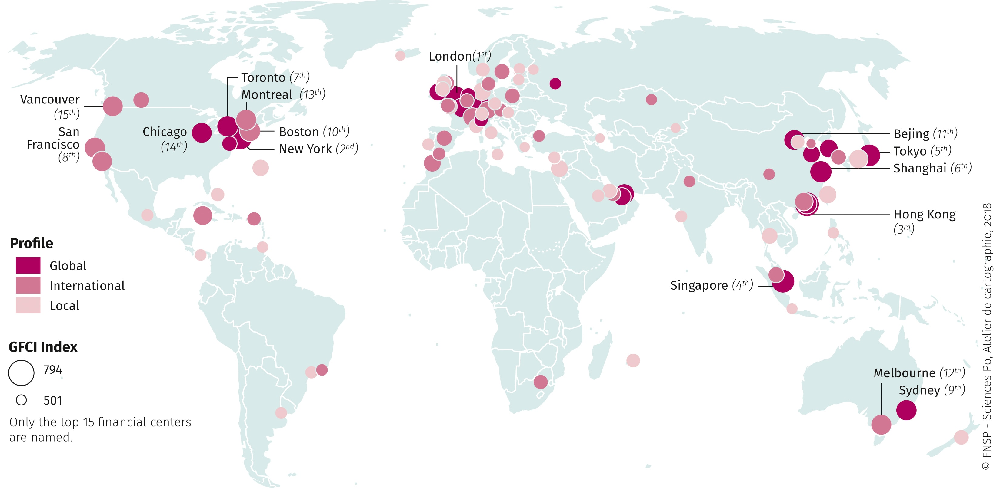 London(1st)
Toronto (7th)
Montreal (13th)
Vancouver
(15th)
San
Francisco
(8th)
Chicago
(14th)
Boston (10th)
New York (2nd)
Bejing (11th)
Tokyo (5th)
Shanghai (6th)
Hong Kong
(3rd)
Singapore (4th)
Melbourne (12th)
Sydney (9th)
Profile
Global
International
Local
GFCI Index
794
501
Only the top 15 financial centers
are named.
© FNSP - Sciences Po, Atelier de cartographie, 2018